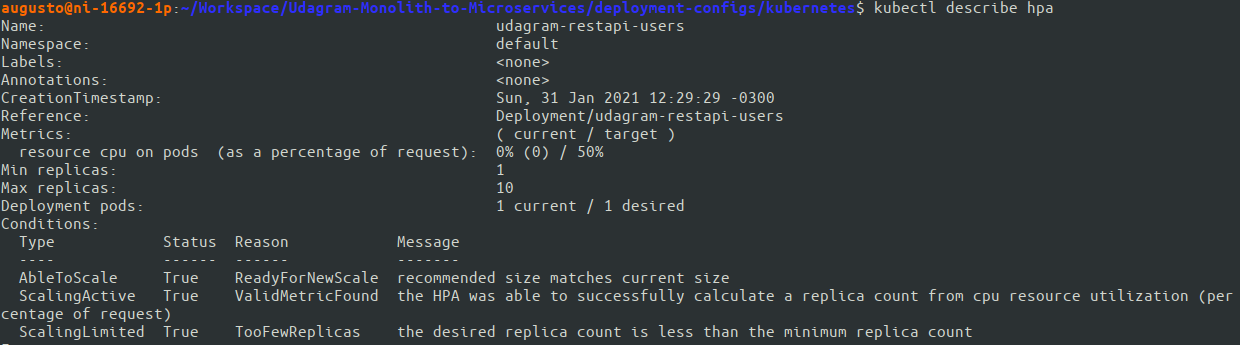 augusto@ni-16692-1p:~/Workspace/Udagram-Monolith-to-Microservices/deployment-configs/kubernetes$ kubectl describe hpa
Name:                                                  udagram-restapi-users
Namespace:                                             default
Labels:                                                <none>
Annotations:                                           <none>
CreationTimestamp:                                     Sun, 31 Jan 2021 12:29:29 -0300
Reference:                                             Deployment/udagram-restapi-users
Metrics:                                               ( current / target )
  resource cpu on pods  (as a percentage of request):  0% (0) / 50%
Min replicas:                                          1
Max replicas:                                          10
Deployment pods:                                       1 current / 1 desired
Conditions:
  Type            Status  Reason            Message
  ----            ------  ------            -------
  AbleToScale     True    ReadyForNewScale  recommended size matches current size
  ScalingActive   True    ValidMetricFound  the HPA was able to successfully calculate a replica count from cpu resource utilization (per
centage of request)
  ScalingLimited  True    TooFewReplicas    the desired replica count is less than the minimum replica count